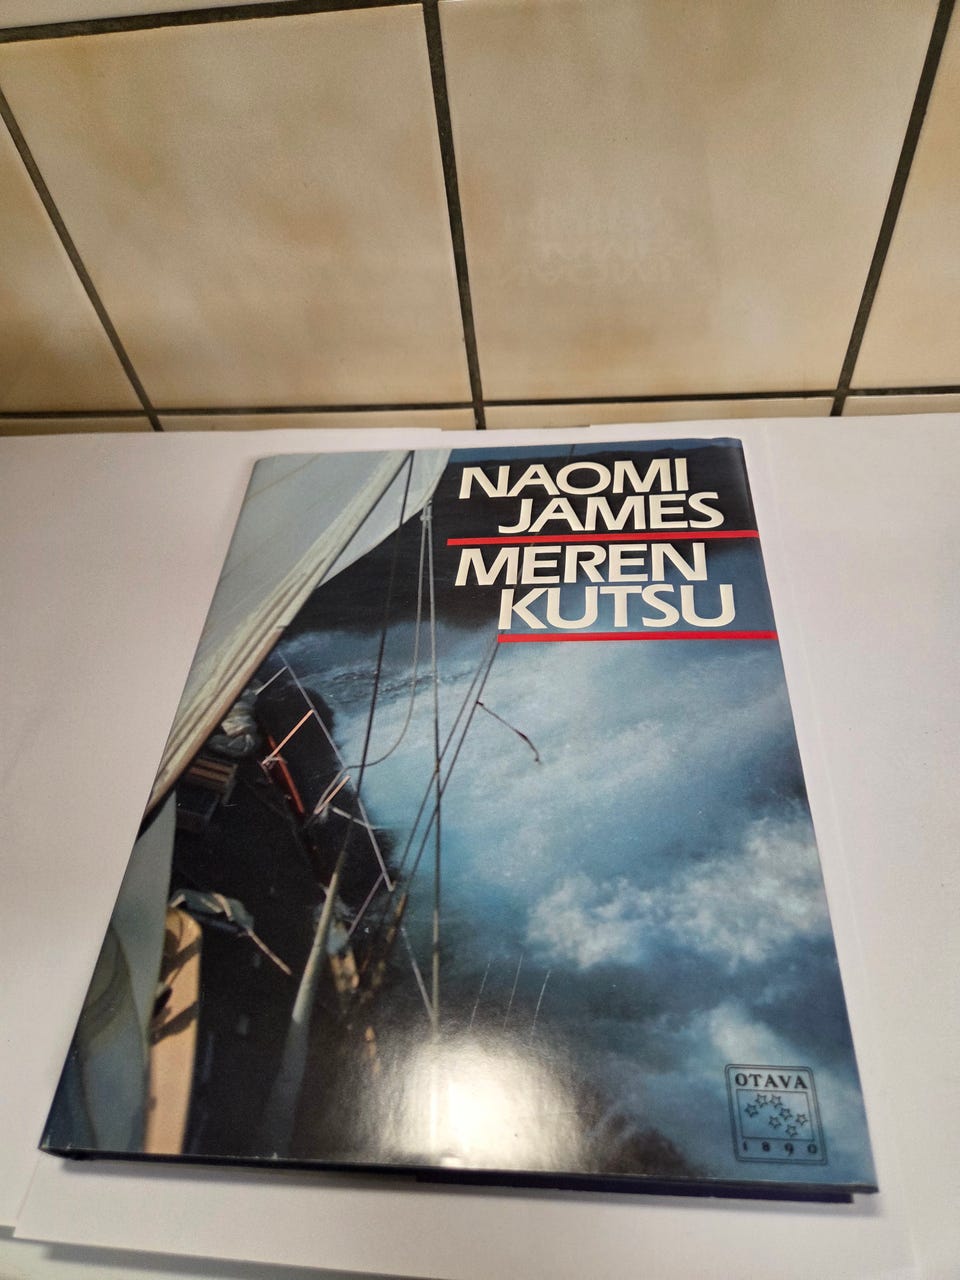 NAOMI
JAMES
MEREN
KUTSU
OTAVA
1890